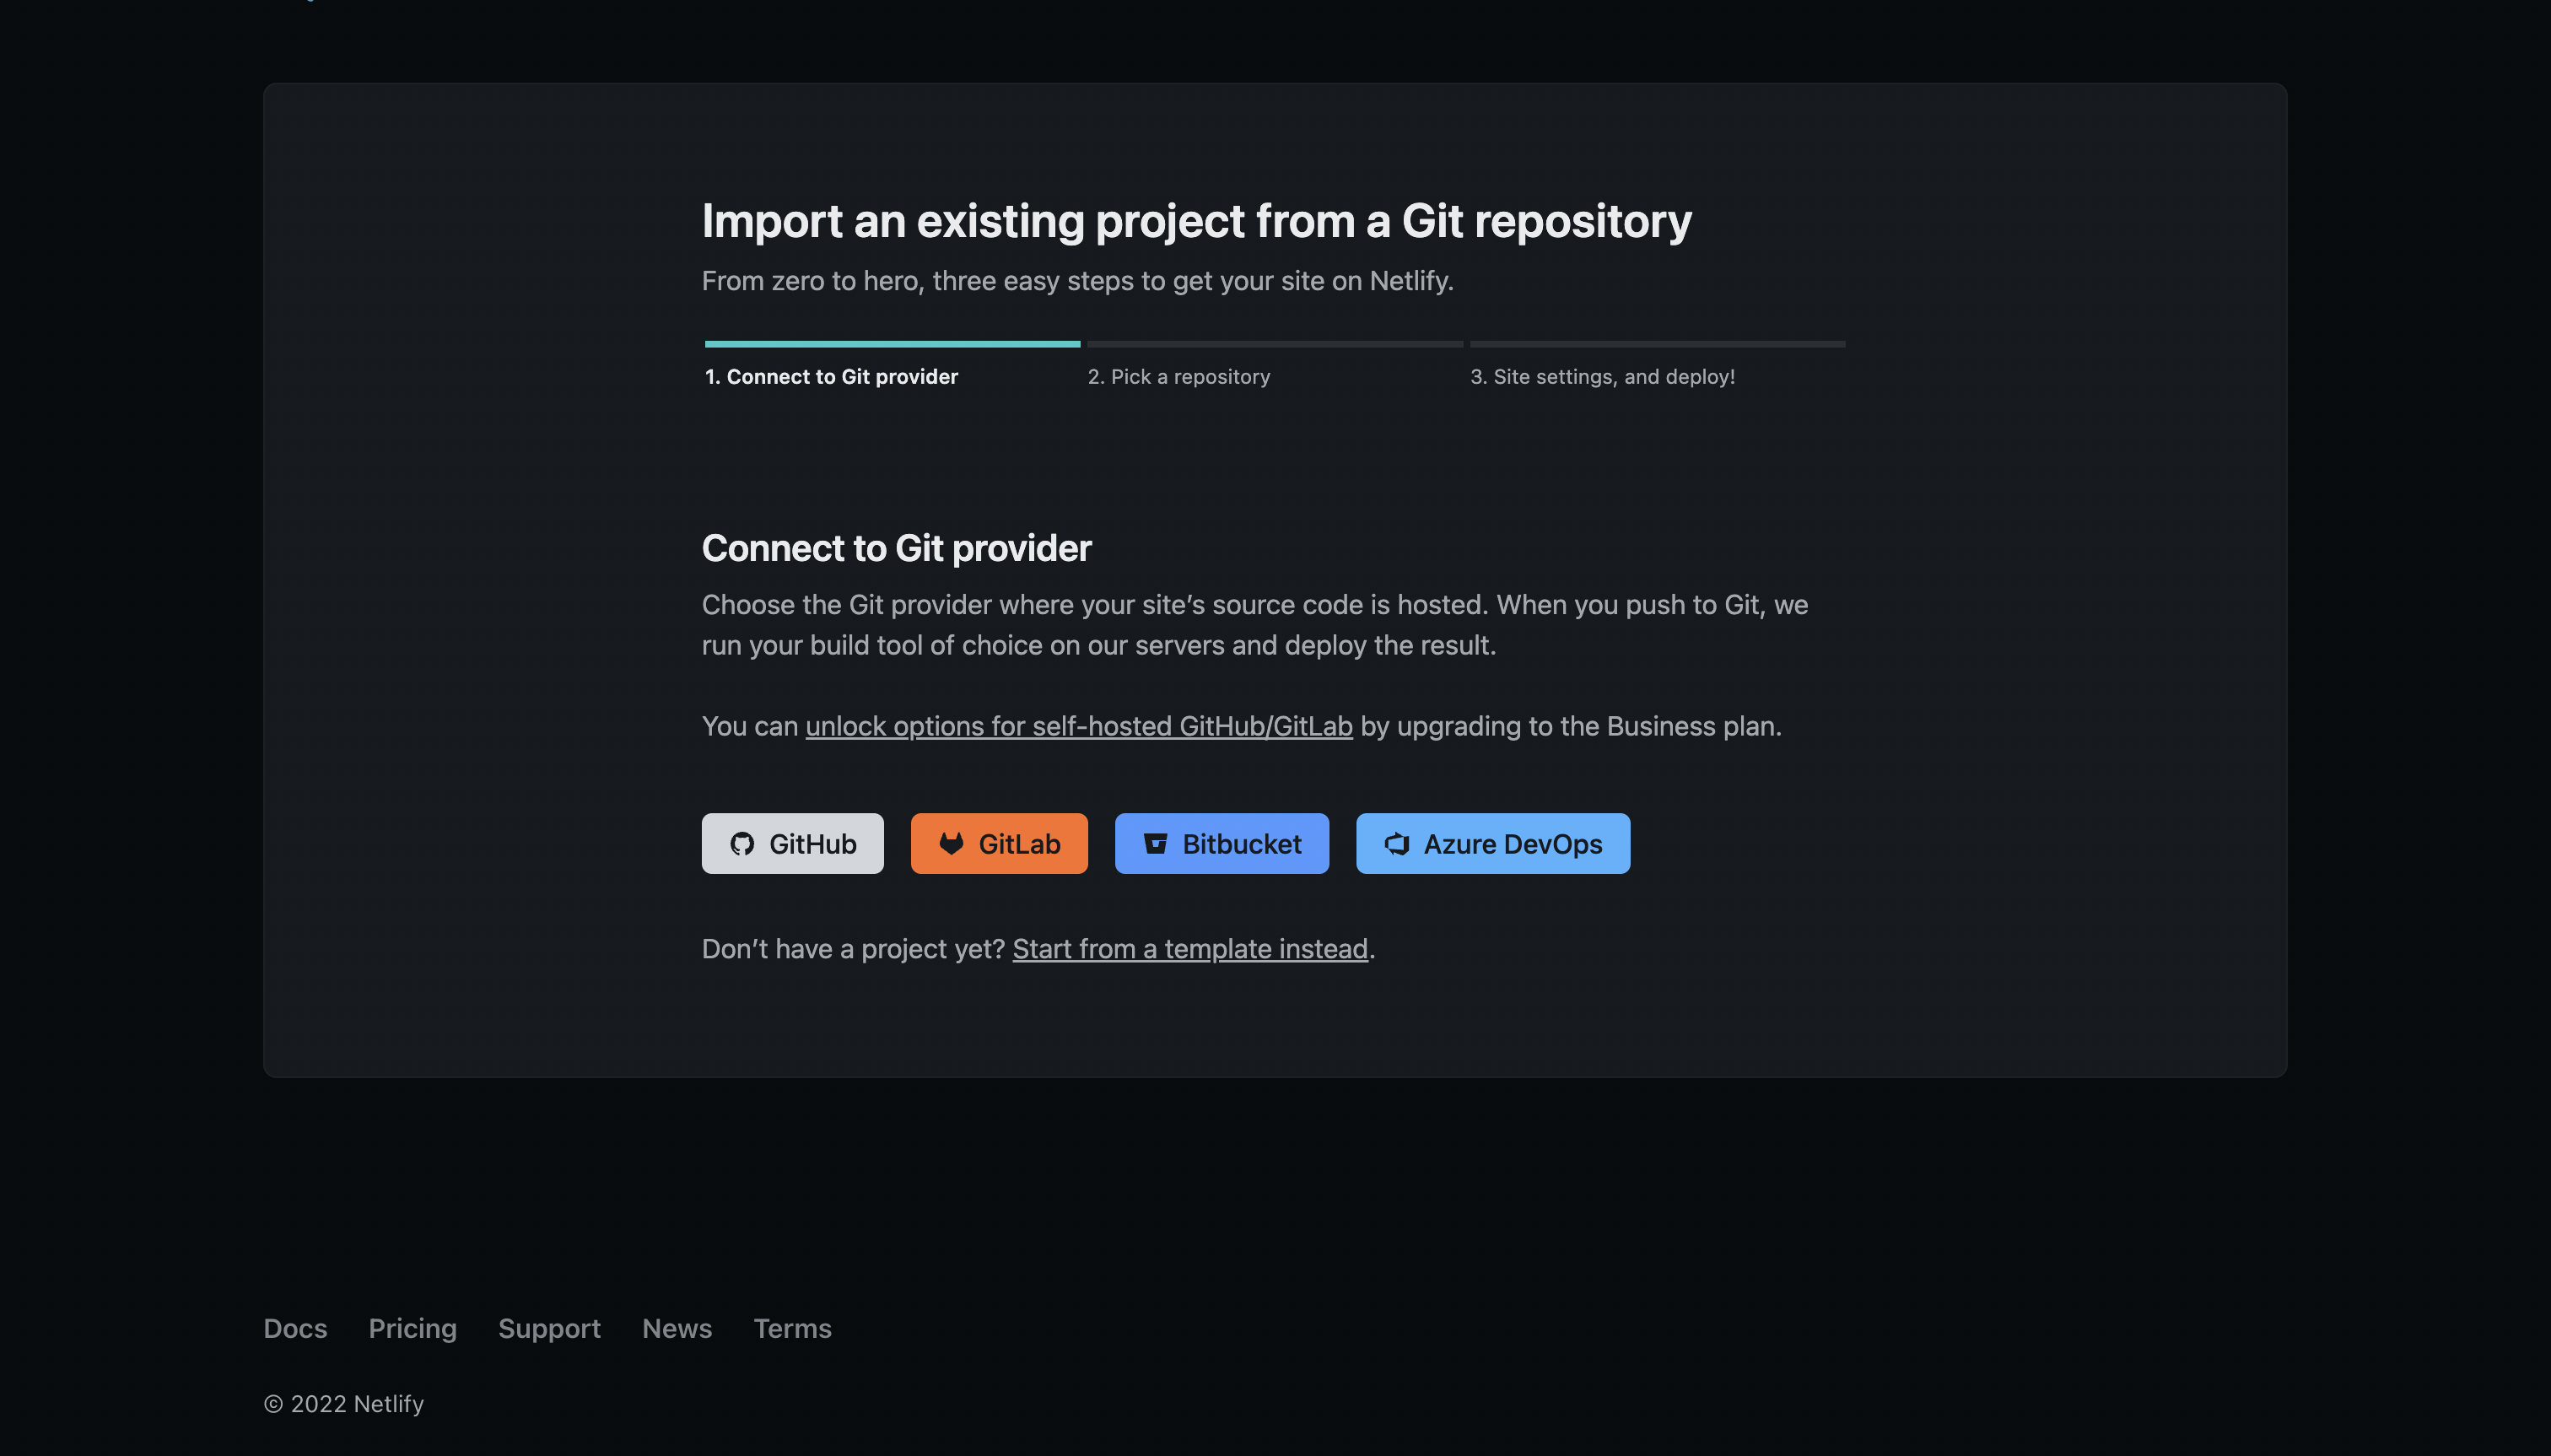 Import an existing project from a Git repository
From zero to hero, three easy steps to get your site on Netlify.
1. Connect to Git provider
2. Pick a repository
3. Site settings, and deploy!
Connect to Git provider
Choose the Git provider where your site’s source code is hosted. When you push to Git, we
run your build tool of choice on our servers and deploy the result.
You can unlock options for self-hosted GitHub/GitLab by upgrading to the Business plan.
GitHub
GitLab
Bitbucket
Azure DevOps
Don’t have a project yet? Start from a template instead.
Docs
Pricing
Support
News
Terms
© 2022 Netlify